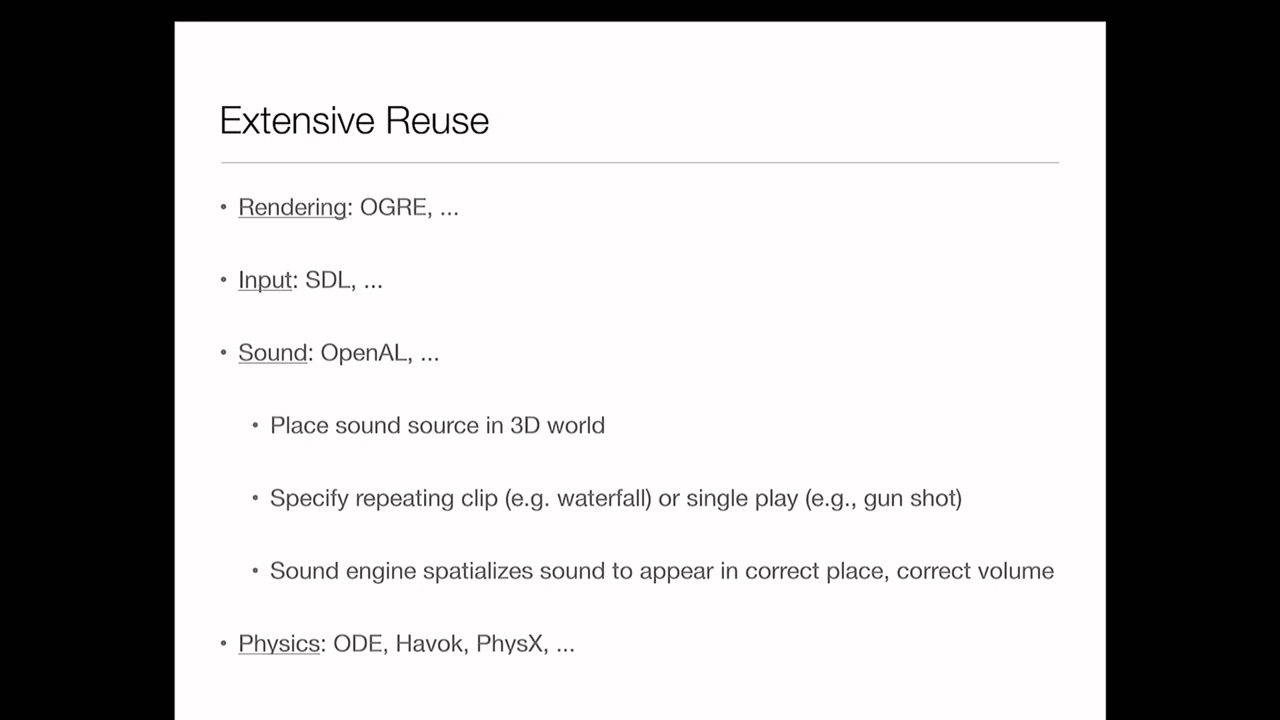 Extensive Reuse
• Rendering: OGRE, ...
• Input: SDL, ...
• Sound: OpenAL, ...
• Place sound source in 3D world
• Specify repeating clip (e.g. waterfall) or single play (e.g., gun shot)
• Sound engine spatializes sound to appear in correct place, correct volume
• Physics: ODE, Havok, PhysX, ...